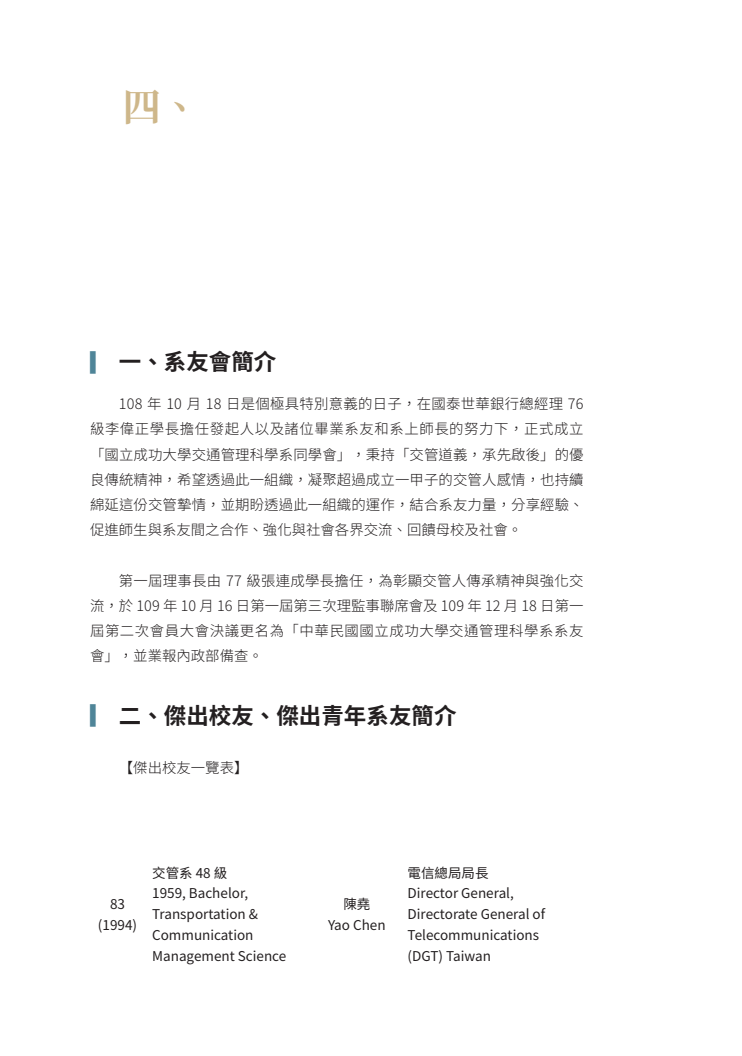 四、
一、系友會簡介
108 年 10 月 18 日是個極具特別意義的日子，在國泰世華銀行總經理 76
級李偉正學長擔任發起人以及諸位畢業系友和系上師長的努力下，正式成立
「國立成功大學交通管理科學系同學會」，秉持「交管道義，承先啟後」的優
良傳統精神，希望透過此一組織，凝聚超過成立一甲子的交管人感情，也持續
綿延這份交管摯情，並期盼透過此一組織的運作，結合系友力量，分享經驗、
促進師生與系友間之合作、強化與社會各界交流、回饋母校及社會。
第一屆理事長由 77 級張連成學長擔任，為彰顯交管人傳承精神與強化交
流，於 109 年 10 月 16 日第一屆第三次理監事聯席會及 109 年 12 月 18 日第一
屆第二次會員大會決議更名為「中華民國國立成功大學交通管理科學系系友
會」，並業報內政部備查。
二、傑出校友、傑出青年系友簡介
【傑出校友一覽表】
83
(1994)
交管系 48 級
1959, Bachelor,
Transportation &
Communication
Management Science
陳堯
Yao Chen
電信總局局長
Director General,
Directorate General of
Telecommunications
(DGT) Taiwan